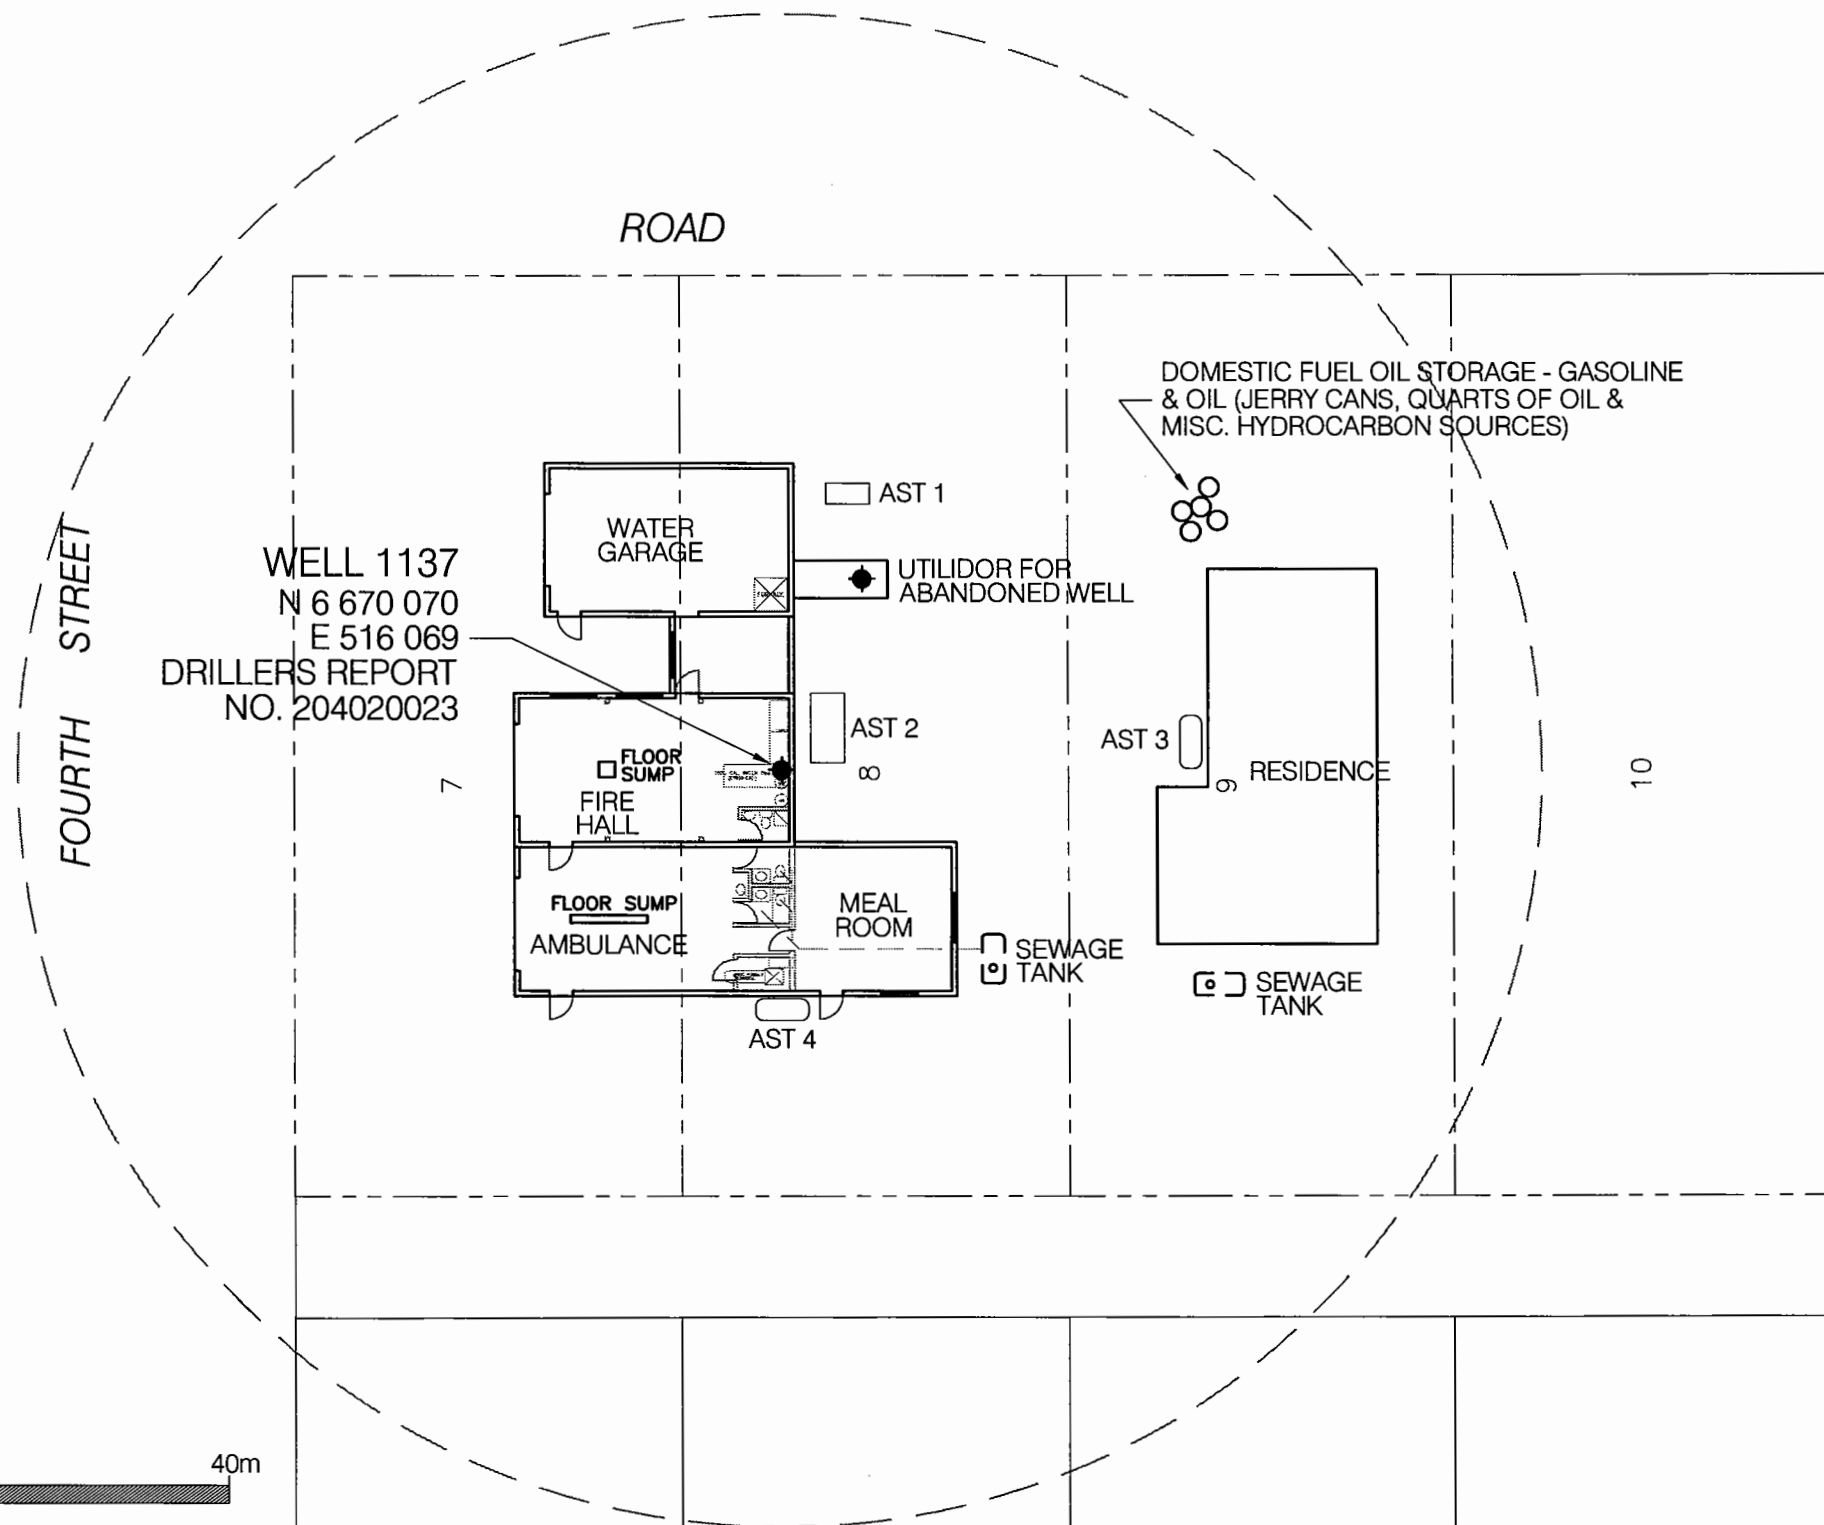 ROAD
DOMESTIC FUEL OIL STORAGE - GASOLINE
& OIL (JERRY CANS, QUARTS OF OIL &
MISC. HYDROCARBON SOURCES)
AST 1
WATER
GARAGE
UTILIDOR FOR
ABANDONED WELL
WELL 1137
N 6 670 070
E 516 069
DRILLERS REPORT
NO. 204020023
FOURTH STREET
AST 2
AST 3
FLOOR
SUMP
FIRE
HALL
7
8
9
RESIDENCE
10
FLOOR SUMP
AMBULANCE
MEAL
ROOM
SEWAGE
TANK
SEWAGE
TANK
AST 4
40m